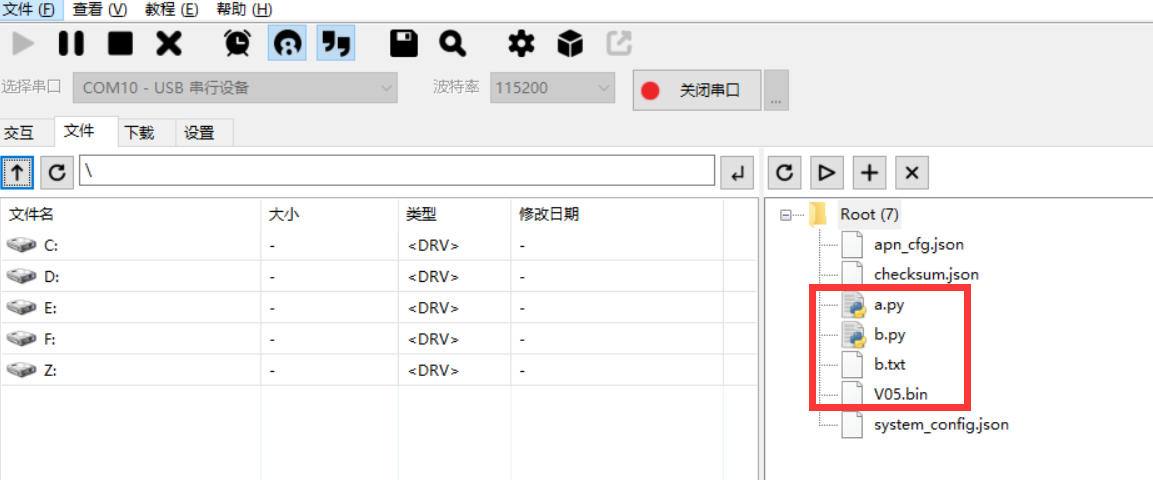 文件 (F) 查看 (V) 教程 (E) 帮助 (H)
选择串口 COM10 - USB 串行设备 波特率 115200 关闭串口 ...
交互 文件 下载 设置
\
文件名 大小 类型 修改日期
C: - <DRV> -
D: - <DRV> -
E: - <DRV> -
F: - <DRV> -
Z: - <DRV> -
Root (7)
apn_cfg.json
checksum.json
a.py
b.py
b.txt
V05.bin
system_config.json